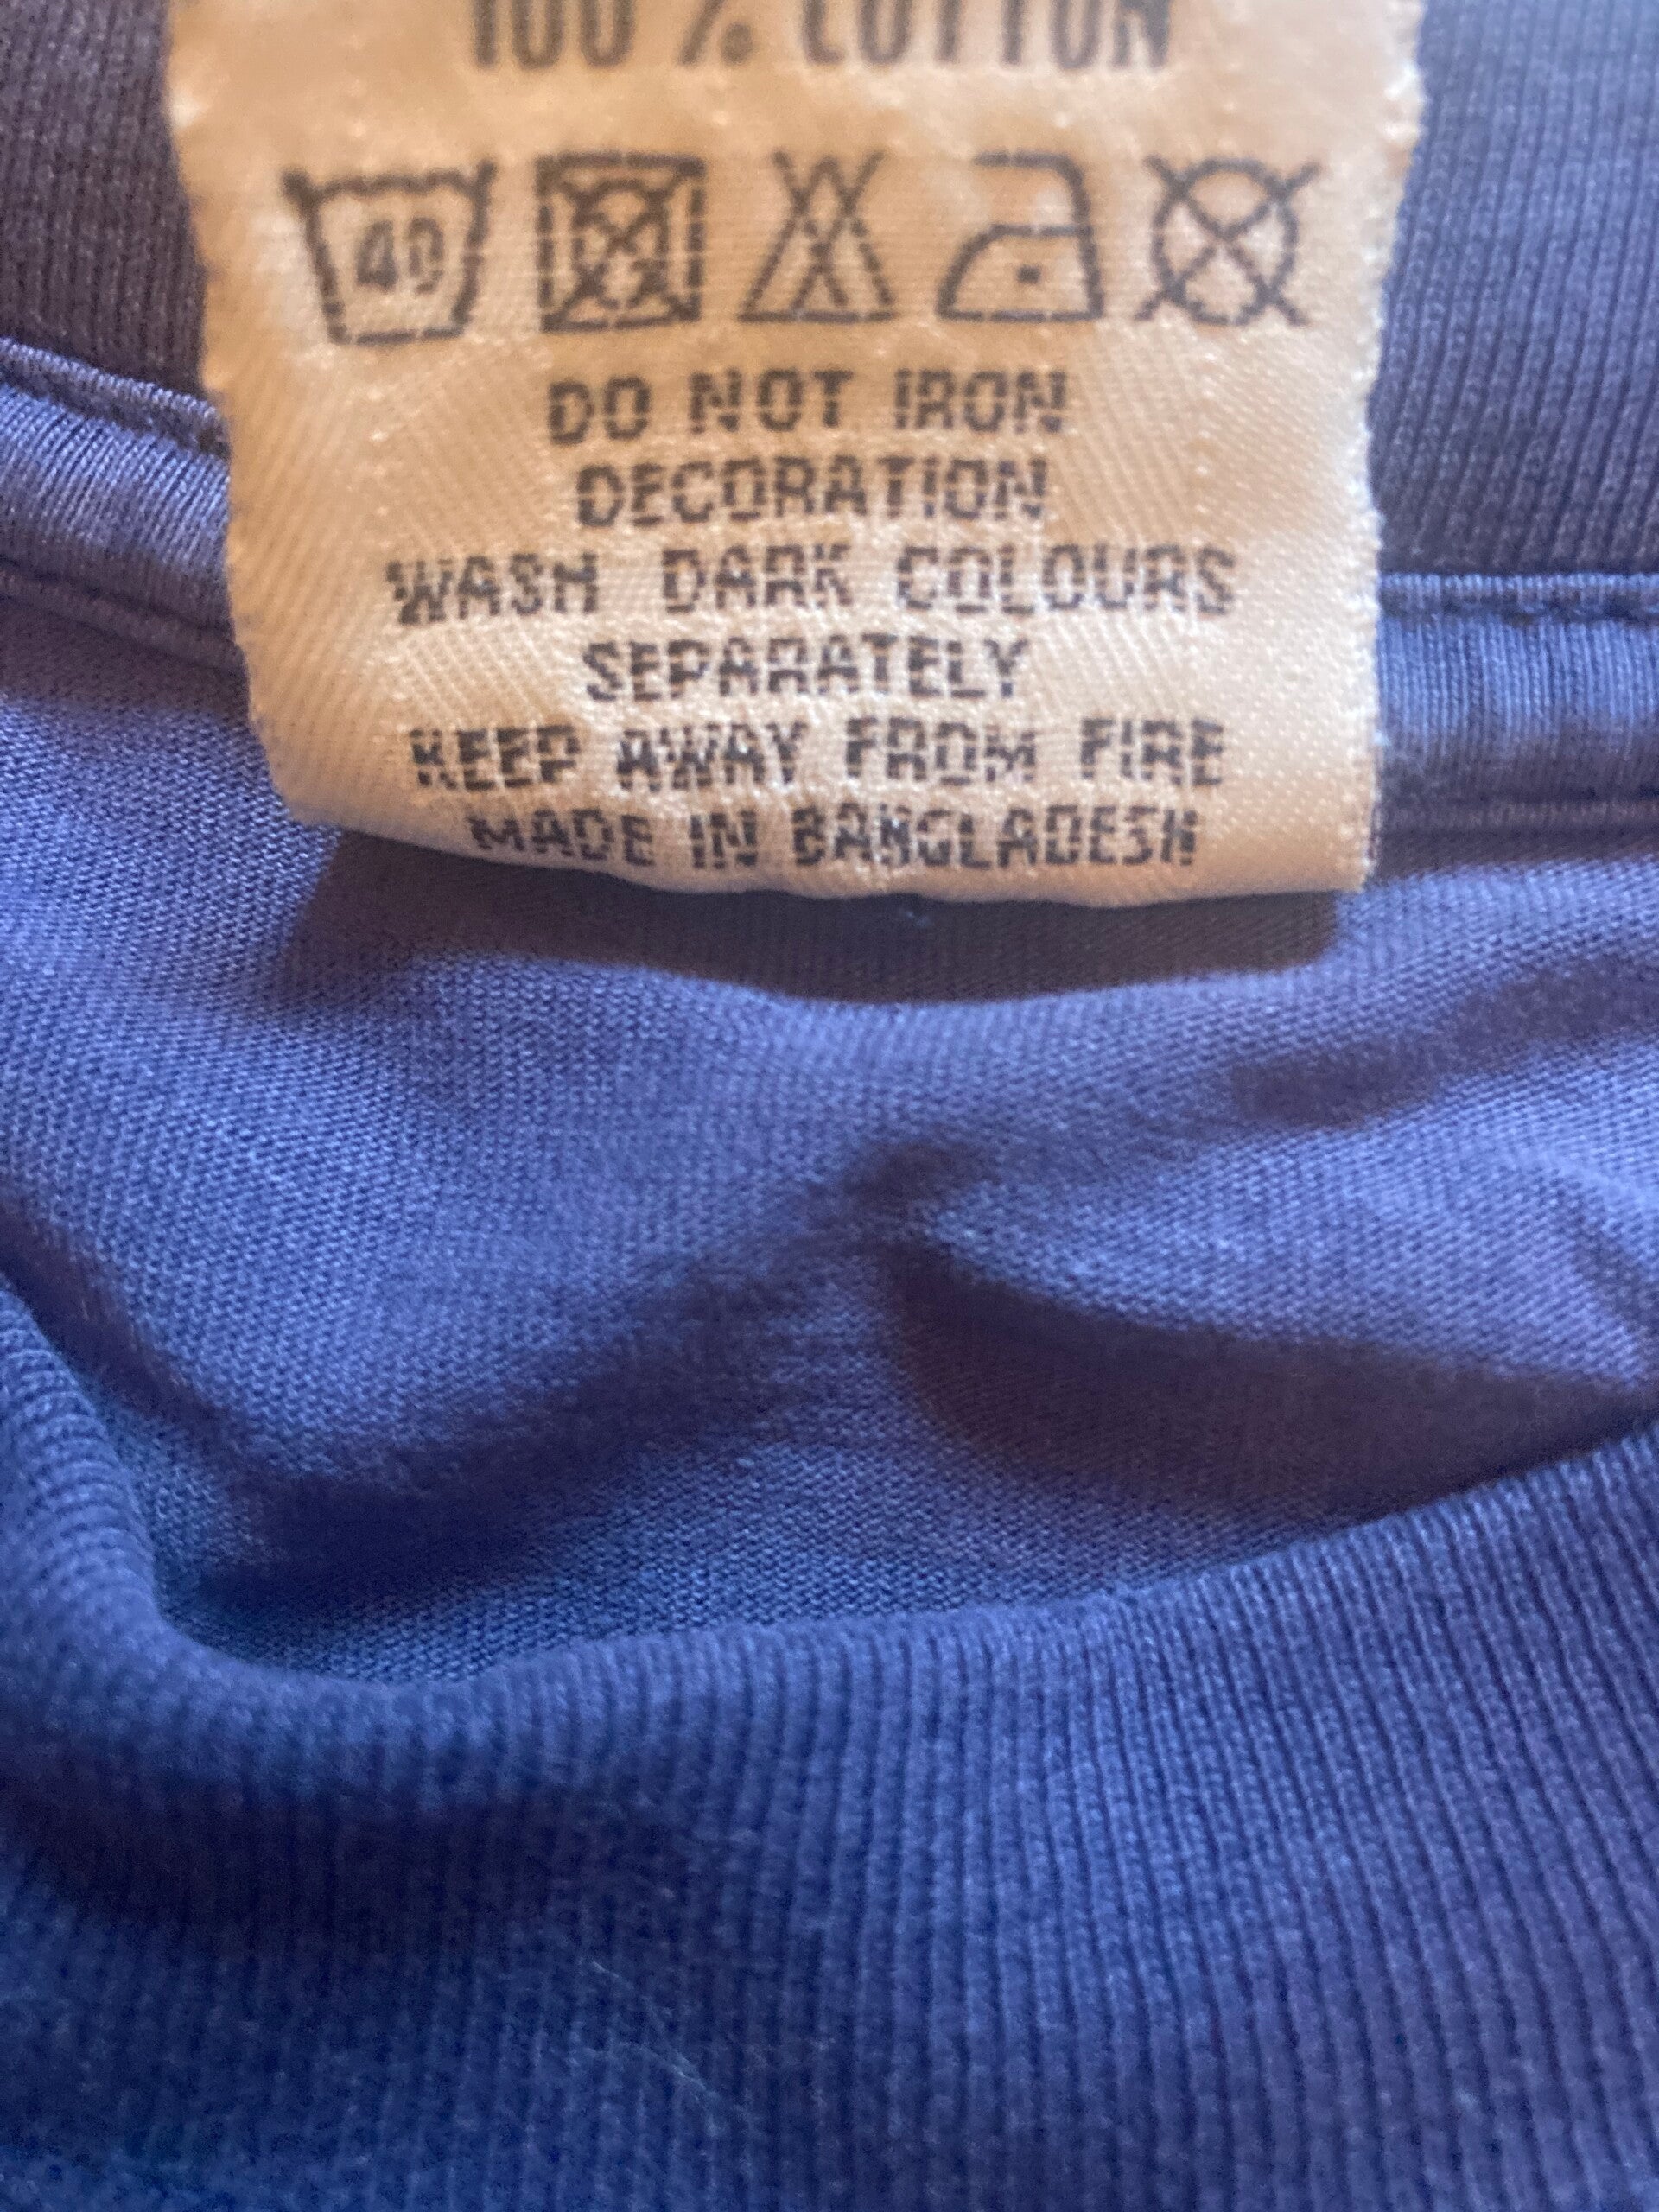 100% COTTON
40
DO NOT IRON
DECORATION
WASH DARK COLOURS
SEPARATELY
KEEP AWAY FROM FIRE
MADE IN BANGLADESH